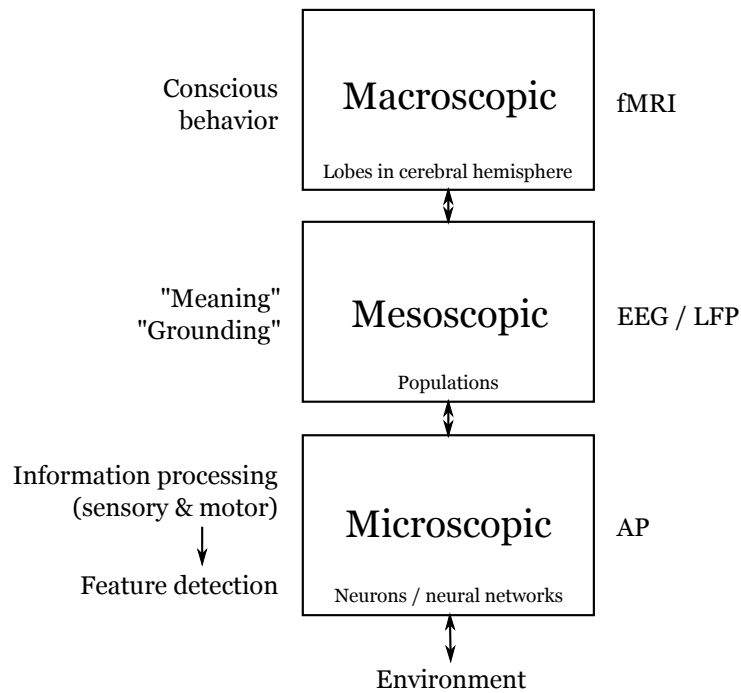 Conscious
behavior
Macroscopic
Lobes in cerebral hemisphere
fMRI
"Meaning"
"Grounding"
Mesoscopic
Populations
EEG / LFP
Information processing
(sensory & motor)
Feature detection
Microscopic
Neurons / neural networks
AP
Environment